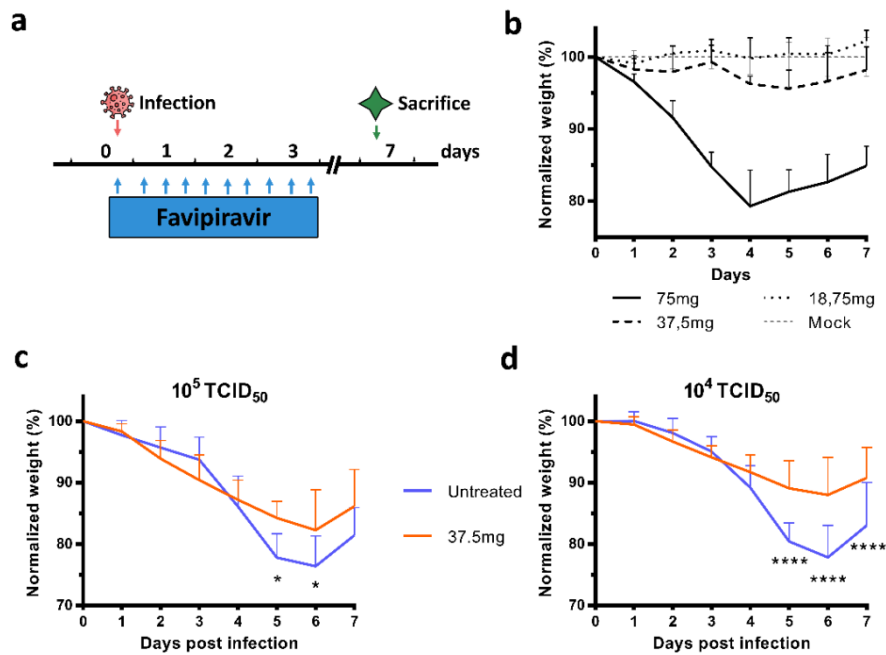 a
Infection
Sacrifice
0 1 2 3 7 days
Favipiravir
b
Normalized weight (%)
100
90
80
0 1 2 3 4 5 6 7
Days
75mg
18,75mg
37,5mg
Mock
c
10⁵ TCID₅₀
Normalized weight (%)
100
90
80
70
0 1 2 3 4 5 6 7
Days post infection
* *
Untreated
37.5mg
d
10⁴ TCID₅₀
Normalized weight (%)
100
90
80
70
0 1 2 3 4 5 6 7
Days post infection
**** **** ****